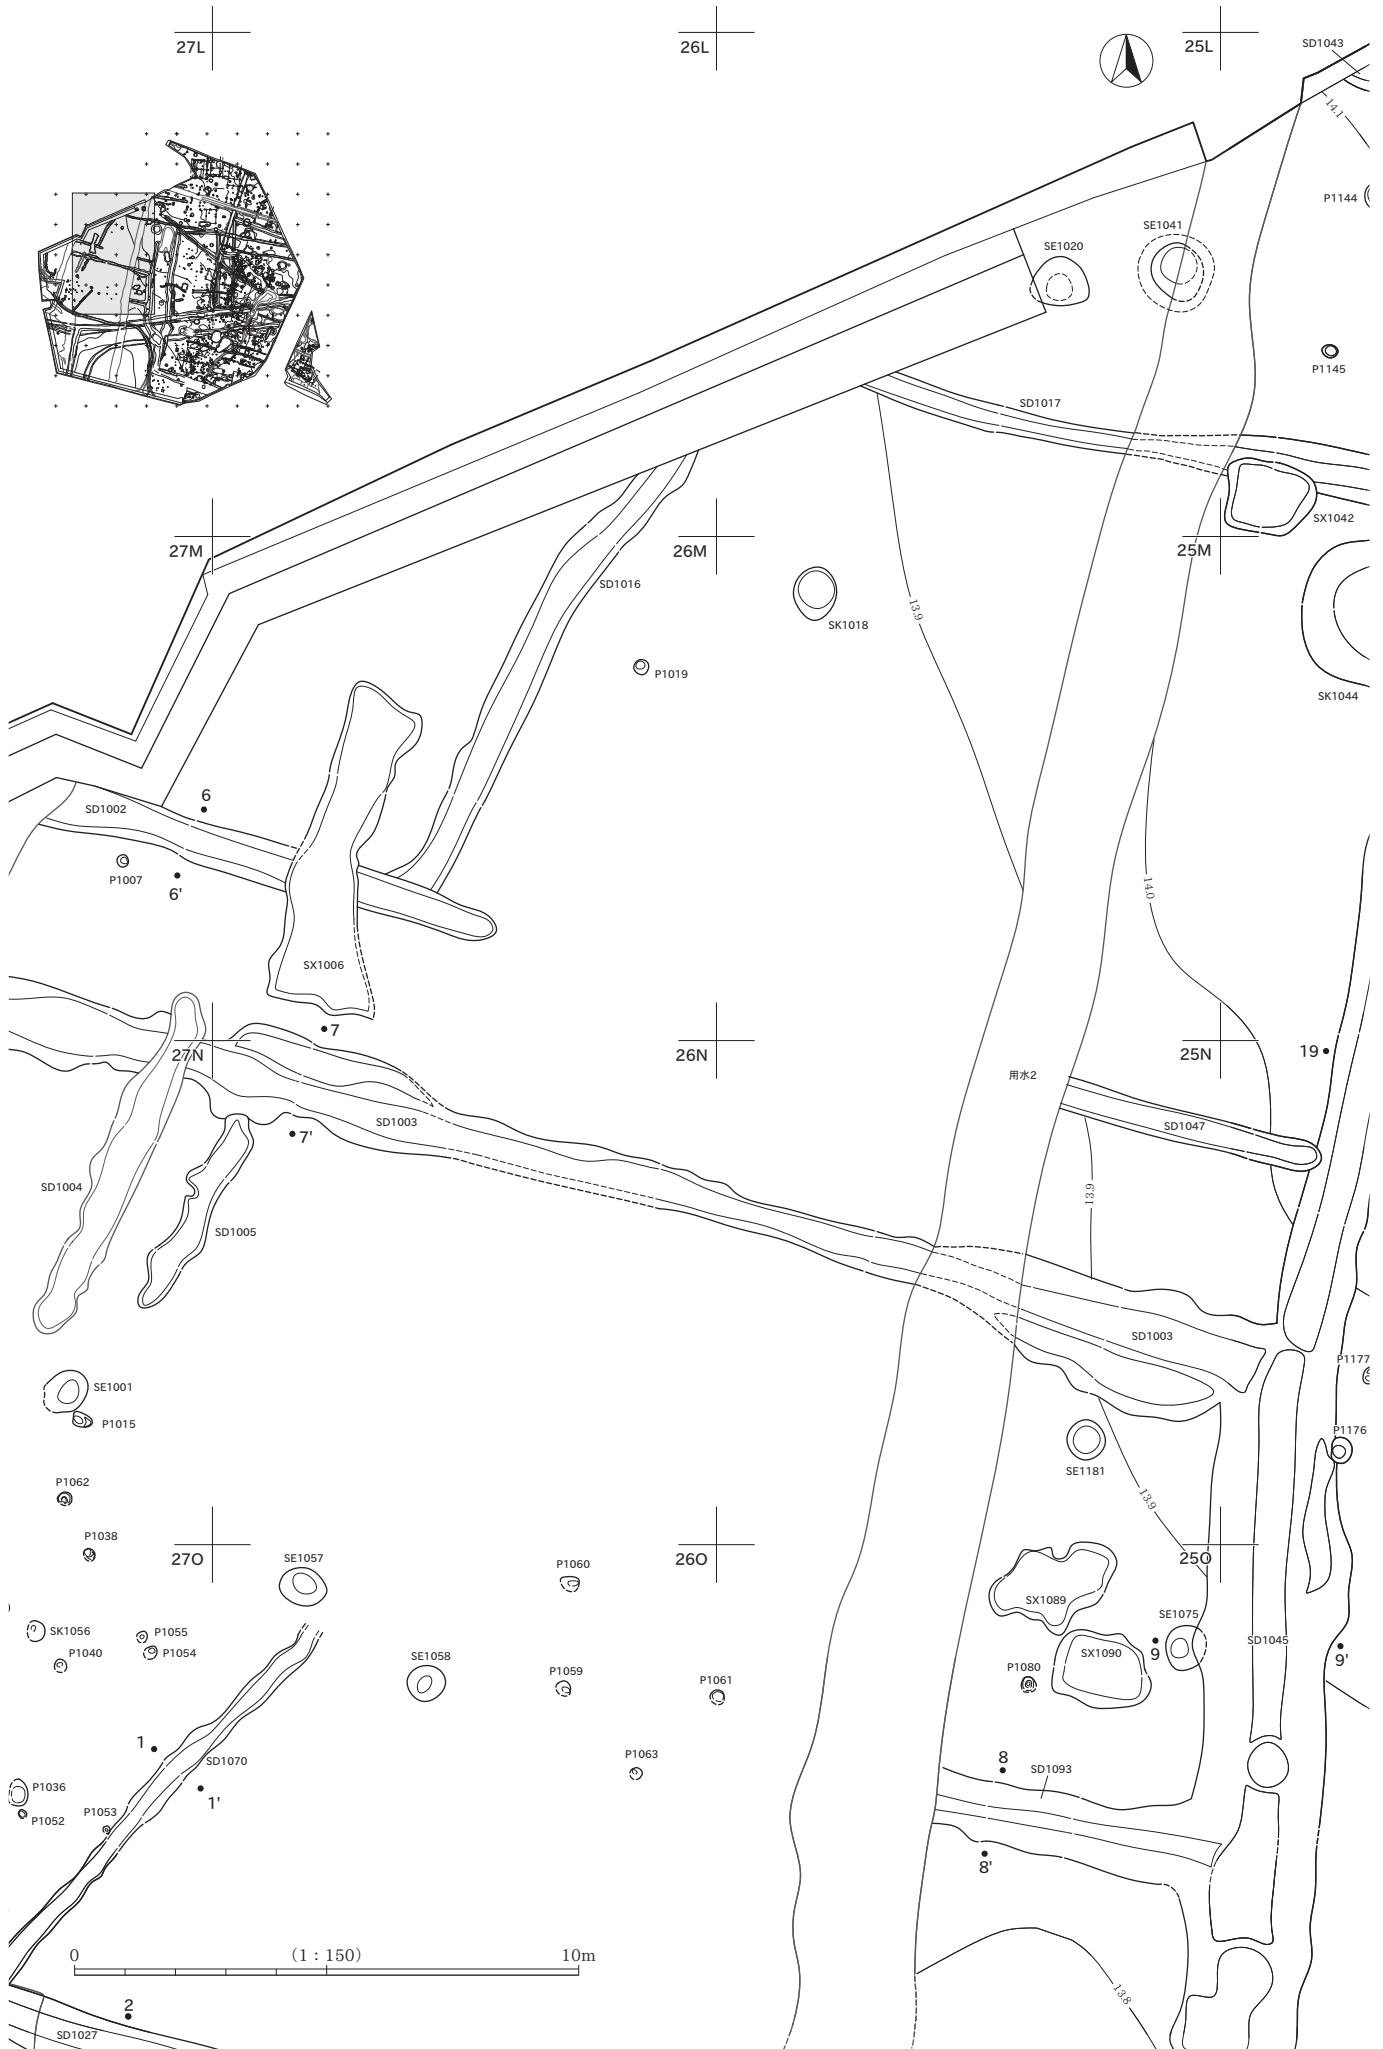 27L
26L
25L
SD1043
14.1
P1144
SE1041
SE1020
P1145
SD1017
SX1042
27M
26M
25M
SD1016
13.9
SK1018
P1019
SK1044
6
SD1002
P1007
6'
14.0
SX1006
7
27N
26N
25N
19
用水2
SD1003
7'
SD1047
SD1004
13.9
SD1005
SD1003
P1177
SE1001
P1015
P1176
SE1181
P1062
13.9
P1038
27O
SE1057
P1060
26O
25O
SX1089
SE1075
SK1056
P1055
P1040
P1054
SE1058
SX1090
9
SD1045
9'
P1059
P1061
P1080
1
SD1070
P1063
8
SD1093
P1036
1'
P1052
P1053
8'
0
(1 : 150)
10m
13.8
2
SD1027